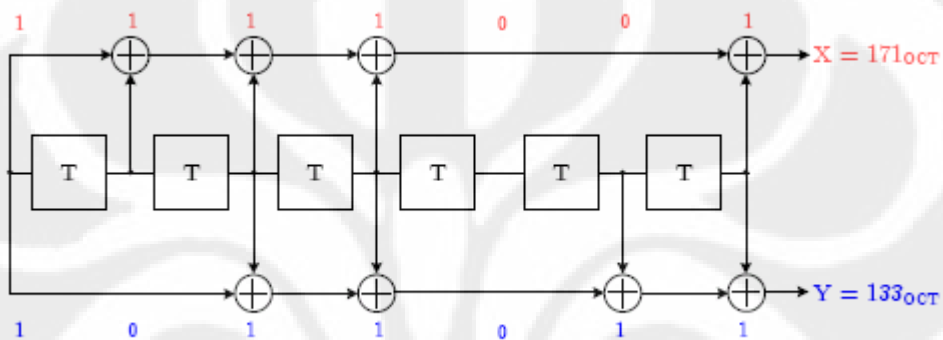 1 1 1 1 0 0 1
X = 171OCT
T T T T T T
Y = 133OCT
1 0 1 1 0 1 1